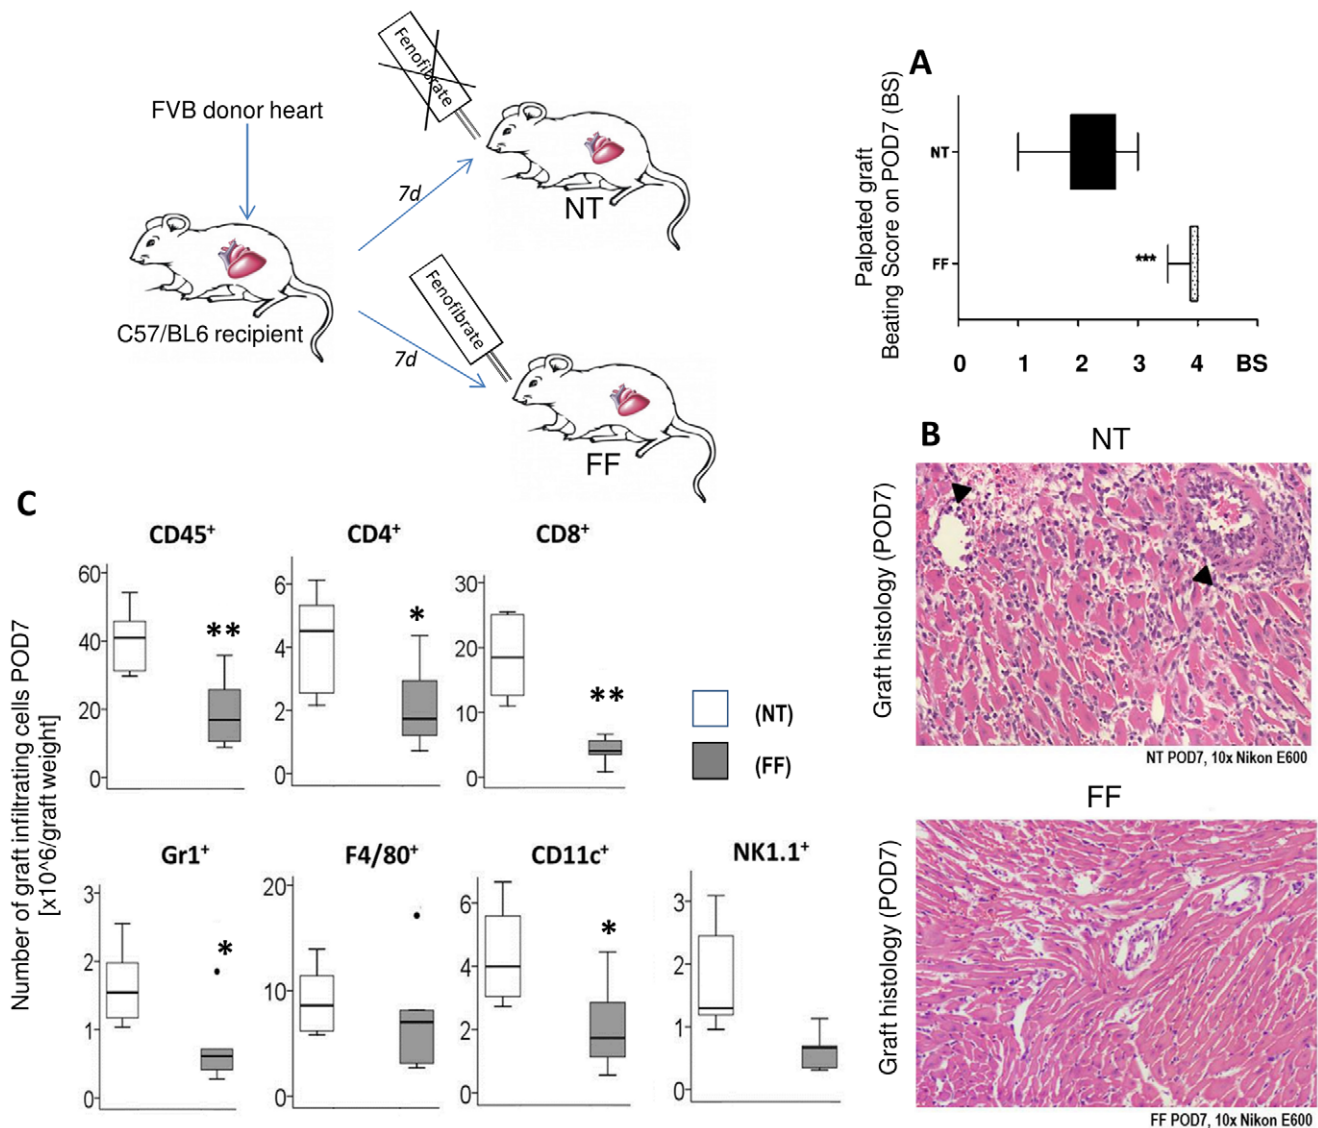 FVB donor heart
C57/BL6 recipient
7d
Fenofibrate
NT
7d
Fenofibrate
FF
A
Palpated graft
Beating Score on POD7 (BS)
NT
FF
***
0 1 2 3 4 BS
B
NT
Graft histology (POD7)
NT POD7, 10x Nikon E600
FF
Graft histology (POD7)
FF POD7, 10x Nikon E600
C
Number of graft infiltrating cells POD7
[x10^6/graft weight]
CD45+
60
40
20
0
**
CD4+
6
4
2
0
*
CD8+
30
20
10
0
**
(NT)
(FF)
Gr1+
3
2
1
0
*
F4/80+
20
10
0
CD11c+
6
4
2
0
*
NK1.1+
3
2
1
0